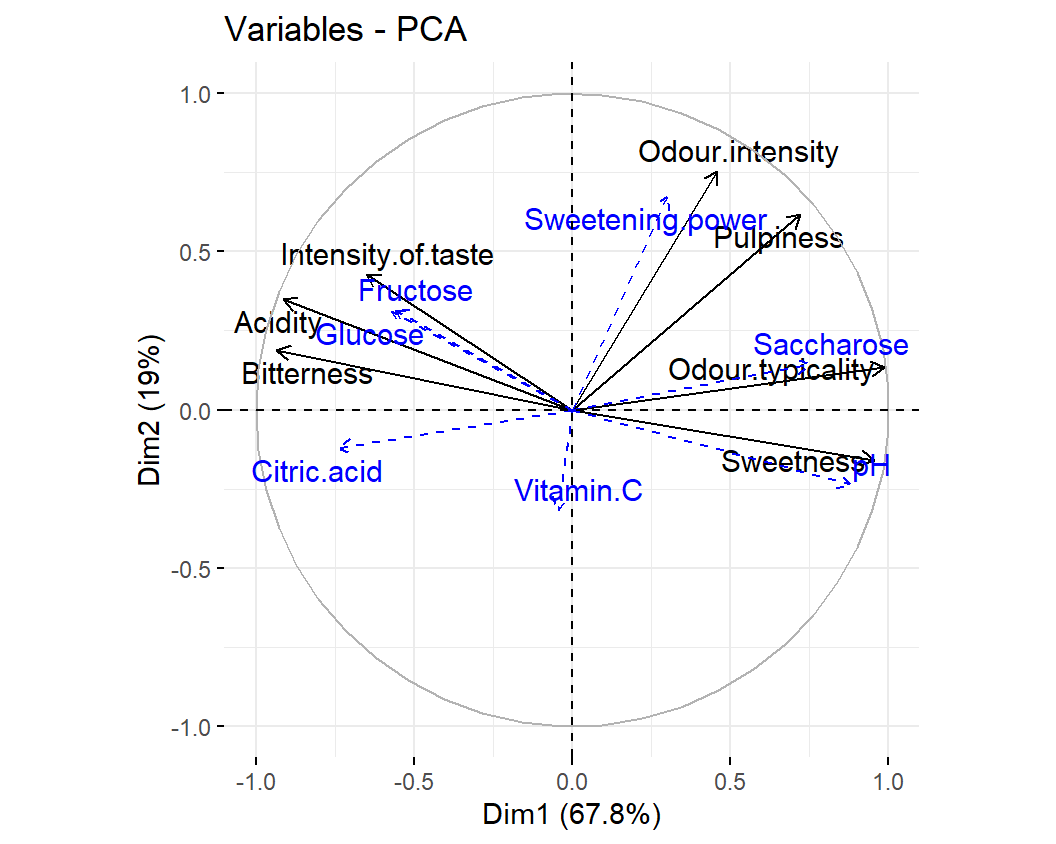 Variables - PCA
1.0
Odour.intensity
Sweetening power
Pulpiness
0.5
Intensity.of.taste
Fructose
Acidity
Glucose
Saccharose
Odour.typicality
Bitterness
0.0
Sweetness
pH
Citric.acid
Vitamin.C
-0.5
-1.0
-1.0 -0.5 0.0 0.5 1.0
Dim1 (67.8%)
Dim2 (19%)